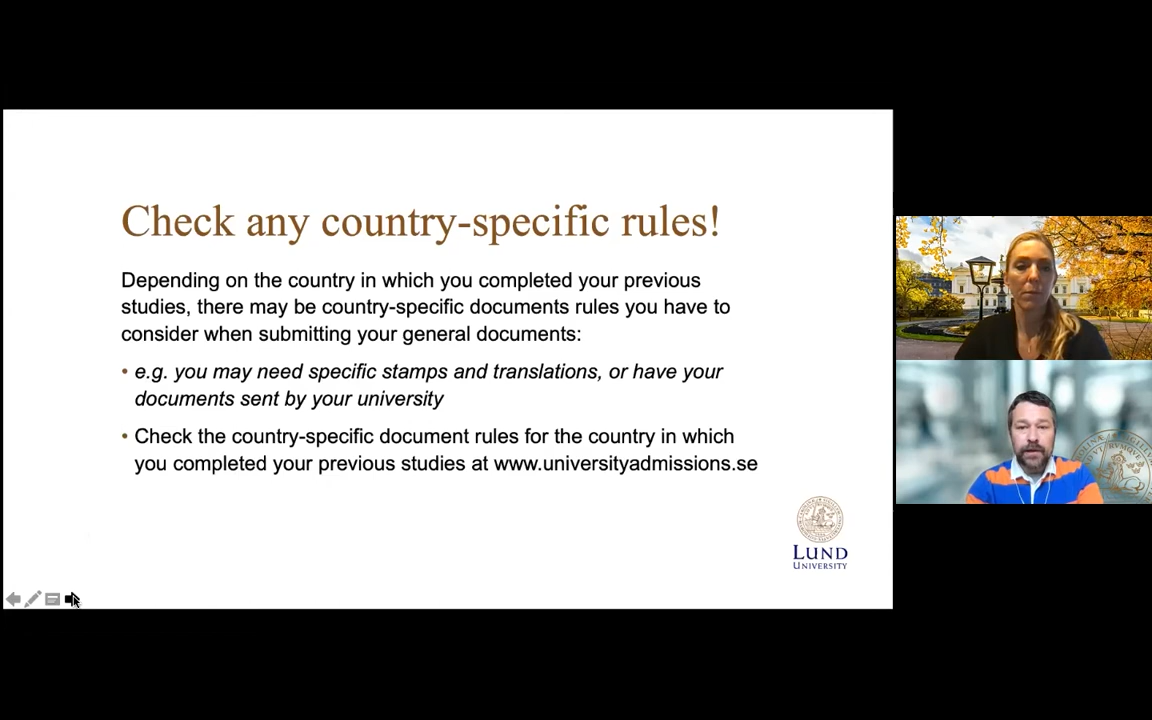 Check any country-specific rules!
Depending on the country in which you completed your previous
studies, there may be country-specific documents rules you have to
consider when submitting your general documents:
• e.g. you may need specific stamps and translations, or have your
documents sent by your university
• Check the country-specific document rules for the country in which
you completed your previous studies at www.universityadmissions.se
LUND
UNIVERSITY